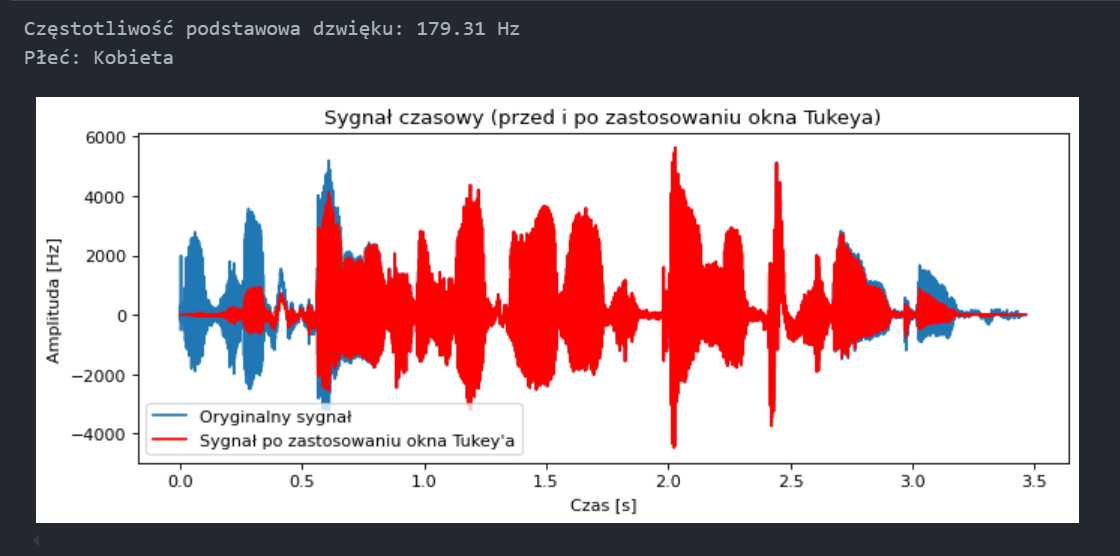 Częstotliwość podstawowa dzwięku: 179.31 Hz
Płeć: Kobieta
Sygnał czasowy (przed i po zastosowaniu okna Tukeya)
6000
4000
2000
0
−2000
−4000
Amplituda [Hz]
Oryginalny sygnał
Sygnał po zastosowaniu okna Tukey'a
0.0 0.5 1.0 1.5 2.0 2.5 3.0 3.5
Czas [s]